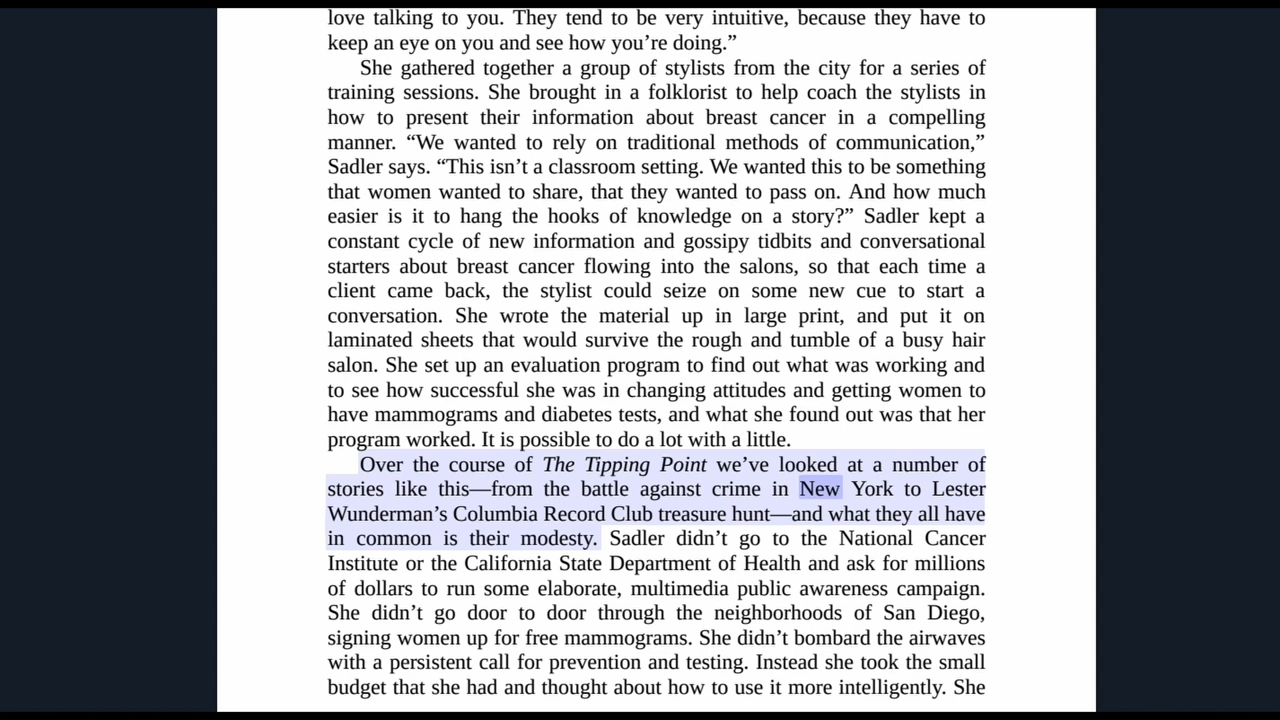 love talking to you. They tend to be very intuitive, because they have to
keep an eye on you and see how you’re doing.”
She gathered together a group of stylists from the city for a series of
training sessions. She brought in a folklorist to help coach the stylists in
how to present their information about breast cancer in a compelling
manner. “We wanted to rely on traditional methods of communication,”
Sadler says. “This isn’t a classroom setting. We wanted this to be something
that women wanted to share, that they wanted to pass on. And how much
easier is it to hang the hooks of knowledge on a story?” Sadler kept a
constant cycle of new information and gossipy tidbits and conversational
starters about breast cancer flowing into the salons, so that each time a
client came back, the stylist could seize on some new cue to start a
conversation. She wrote the material up in large print, and put it on
laminated sheets that would survive the rough and tumble of a busy hair
salon. She set up an evaluation program to find out what was working and
to see how successful she was in changing attitudes and getting women to
have mammograms and diabetes tests, and what she found out was that her
program worked. It is possible to do a lot with a little.
Over the course of The Tipping Point we’ve looked at a number of
stories like this—from the battle against crime in New York to Lester
Wunderman’s Columbia Record Club treasure hunt—and what they all have
in common is their modesty. Sadler didn’t go to the National Cancer
Institute or the California State Department of Health and ask for millions
of dollars to run some elaborate, multimedia public awareness campaign.
She didn’t go door to door through the neighborhoods of San Diego,
signing women up for free mammograms. She didn’t bombard the airwaves
with a persistent call for prevention and testing. Instead she took the small
budget that she had and thought about how to use it more intelligently. She